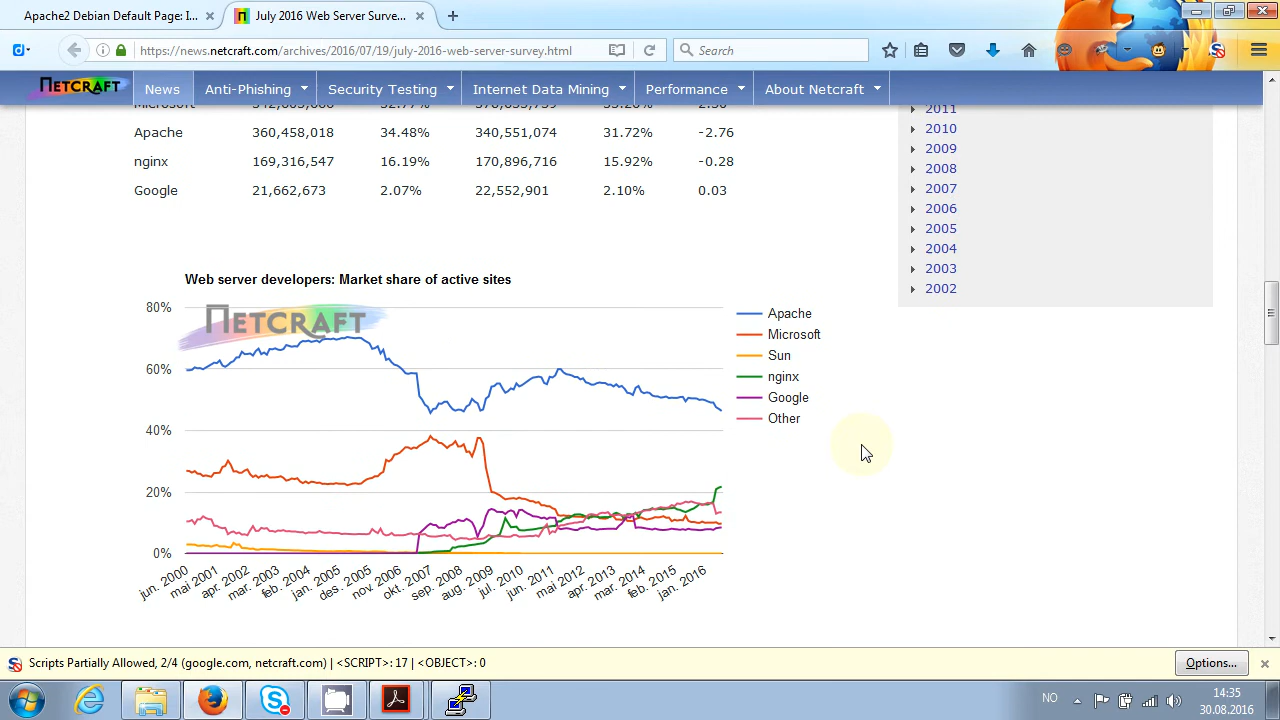 Apache2 Debian Default Page: I... × July 2016 Web Server Surve... × +
https://news.netcraft.com/archives/2016/07/19/july-2016-web-server-survey.html Search
NETCRAFT News Anti-Phishing Security Testing Internet Data Mining Performance About Netcraft
Apache 360,458,018 34.48% 340,551,074 31.72% -2.76
nginx 169,316,547 16.19% 170,896,716 15.92% -0.28
Google 21,662,673 2.07% 22,552,901 2.10% 0.03
2011
2010
2009
2008
2007
2006
2005
2004
2003
2002
Web server developers: Market share of active sites
NETCRAFT
80%
60%
40%
20%
0%
jun. 2000
mai 2001
apr. 2002
mar. 2003
feb. 2004
jan. 2005
des. 2005
nov. 2006
okt. 2007
sep. 2008
aug. 2009
jul. 2010
jun. 2011
mai 2012
apr. 2013
mar. 2014
feb. 2015
jan. 2016
Apache
Microsoft
Sun
nginx
Google
Other
Scripts Partially Allowed, 2/4 (google.com, netcraft.com) | <SCRIPT>: 17 | <OBJECT>: 0 Options...
NO 14:35
30.08.2016